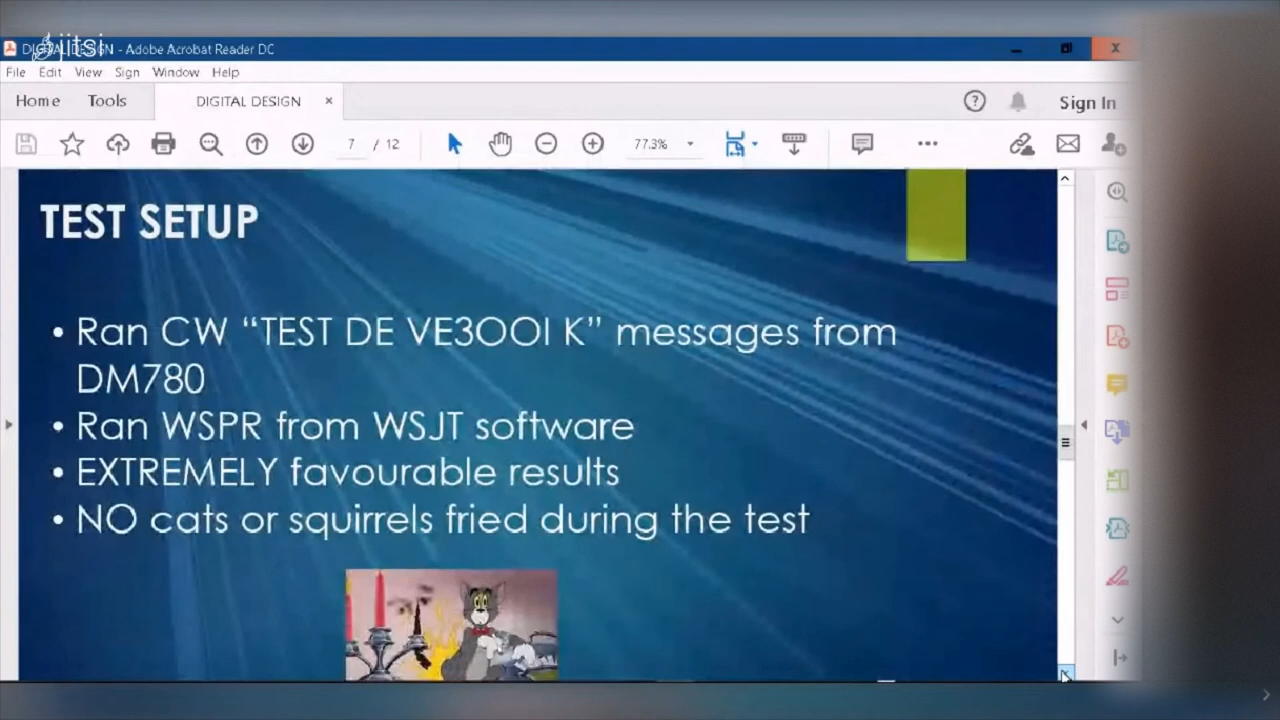 jitsi
DIGITAL DESIGN - Adobe Acrobat Reader DC
File Edit View Sign Window Help
Home Tools DIGITAL DESIGN × Sign In
7 / 12 77.3%
TEST SETUP
• Ran CW “TEST DE VE3OOI K” messages from
DM780
• Ran WSPR from WSJT software
• EXTREMELY favourable results
• NO cats or squirrels fried during the test